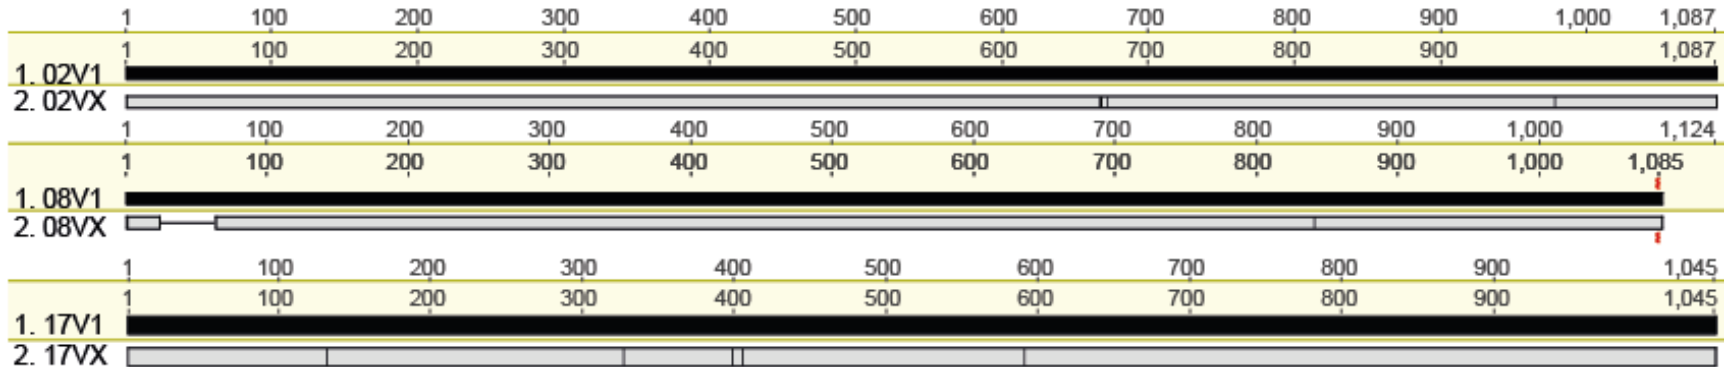 1 100 200 300 400 500 600 700 800 900 1,000 1,087
1 100 200 300 400 500 600 700 800 900 1,087
1. 02V1
2. 02VX
1 100 200 300 400 500 600 700 800 900 1,000 1,124
1 100 200 300 400 500 600 700 800 900 1,000 1,085
1. 08V1
2. 08VX
1 100 200 300 400 500 600 700 800 900 1,045
1 100 200 300 400 500 600 700 800 900 1,045
1. 17V1
2. 17VX